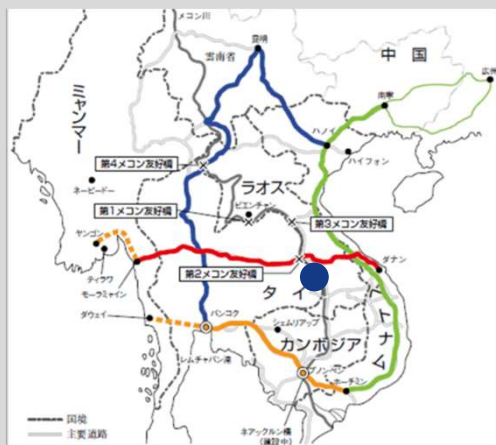 メコン川
雲南省
昆明
中国
広州
南寧
ミャンマー
ハノイ
ハイフォン
第4メコン友好橋
ラオス
ネーピードー
第1メコン友好橋
ビエンチャン
第3メコン友好橋
ヤンゴン
ティラワ
第2メコン友好橋
ダナン
モーラミャイン
タイ
ベトナム
ダウェイ
バンコク
シェムリアップ
レムチャバン港
カンボジア
プノンペン
ホーチミン
ネアックルン橋
(建設中)
国境
主要道路